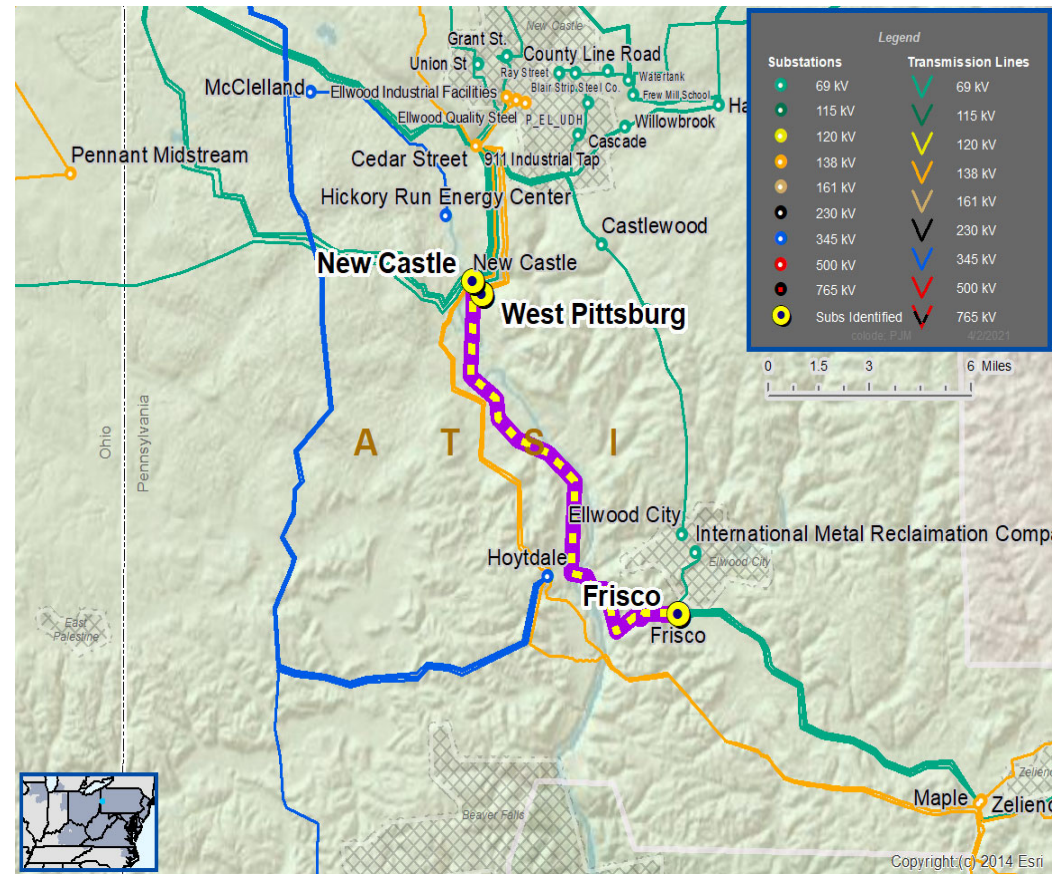 New Castle
Grant St.
County Line Road
Union St
Ray Street
Watertank
McClelland
Ellwood Industrial Facilities
Blair Strip Steel Co.
Frew Mill School
Ha
Ellwood Quality Steel
P_EL_UDH
Willowbrook
Cascade
Pennant Midstream
Cedar Street
911 Industrial Tap
Hickory Run Energy Center
Castlewood
New Castle
New Castle
West Pittsburg
Legend
Substations
Transmission Lines
69 kV
69 kV
115 kV
115 kV
120 kV
120 kV
138 kV
138 kV
161 kV
161 kV
230 kV
230 kV
345 kV
345 kV
500 kV
500 kV
765 kV
765 kV
Subs Identified
colode, PJM
4/2/2021
0 1.5 3 6 Miles
Ohio
Pennsylvania
A T S I
Ellwood City
International Metal Reclaimation Compa
Ellwood City
Hoytdale
Frisco
Frisco
East Palestine
Beaver Falls
Maple
Zelienc
Zelieno
Copyright:(c) 2014 Esri